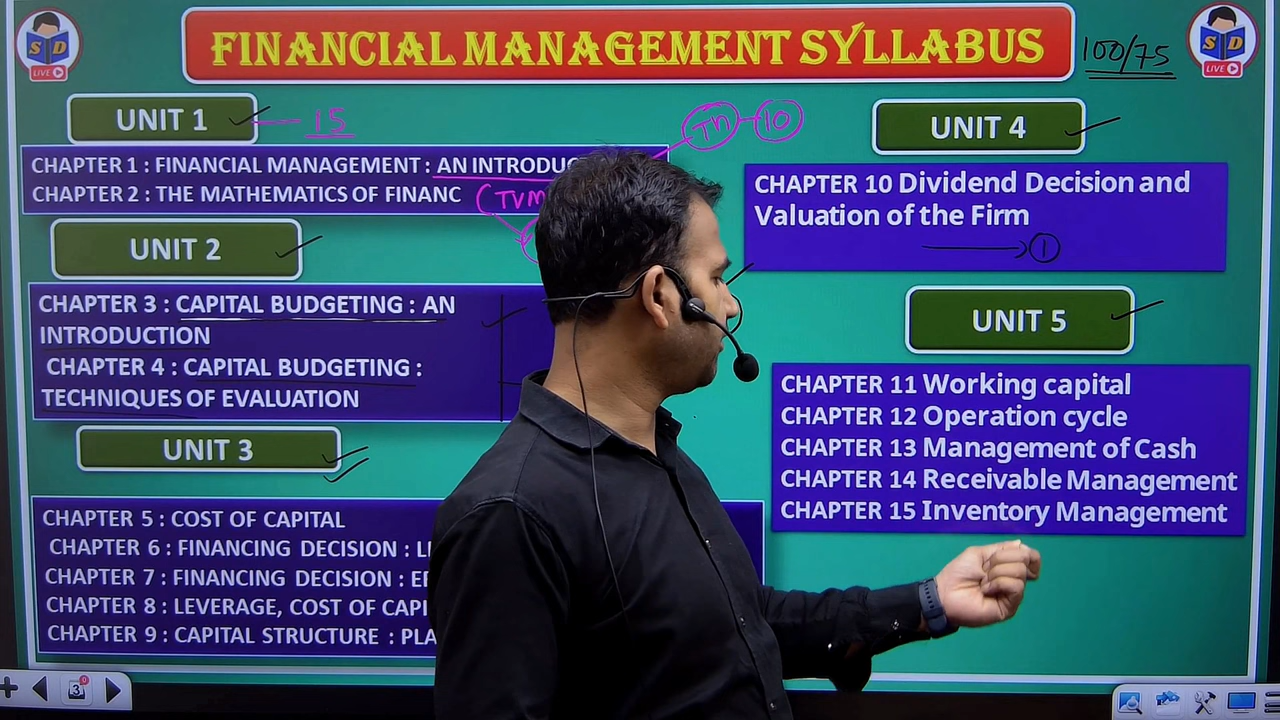 S D
LIVE
FINANCIAL MANAGEMENT SYLLABUS
100/75
S D
LIVE
UNIT 1
15
Th 10
CHAPTER 1 : FINANCIAL MANAGEMENT : AN INTRODUC
CHAPTER 2 : THE MATHEMATICS OF FINANC (TVM
UNIT 2
CHAPTER 3 : CAPITAL BUDGETING : AN
INTRODUCTION
CHAPTER 4 : CAPITAL BUDGETING :
TECHNIQUES OF EVALUATION
UNIT 3
CHAPTER 5 : COST OF CAPITAL
CHAPTER 6 : FINANCING DECISION :
CHAPTER 7 : FINANCING DECISION :
CHAPTER 8 : LEVERAGE, COST OF CAPI
CHAPTER 9 : CAPITAL STRUCTURE : PLA
UNIT 4
CHAPTER 10 Dividend Decision and
Valuation of the Firm
1
UNIT 5
CHAPTER 11 Working capital
CHAPTER 12 Operation cycle
CHAPTER 13 Management of Cash
CHAPTER 14 Receivable Management
CHAPTER 15 Inventory Management
3